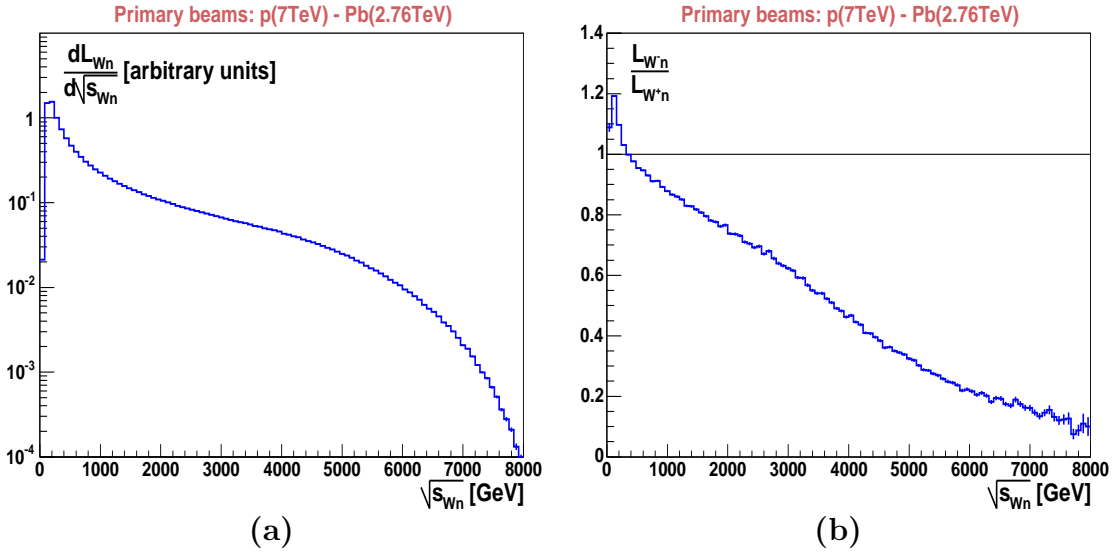 Primary beams: p(7TeV) - Pb(2.76TeV)
dL_Wn
d√s_Wn
[arbitrary units]
1
10^-1
10^-2
10^-3
10^-4
0 1000 2000 3000 4000 5000 6000 7000 8000
√s_Wn [GeV]
(a)
Primary beams: p(7TeV) - Pb(2.76TeV)
L_W⁻n
L_W⁺n
1.4
1.2
1
0.8
0.6
0.4
0.2
0
0 1000 2000 3000 4000 5000 6000 7000 8000
√s_Wn [GeV]
(b)